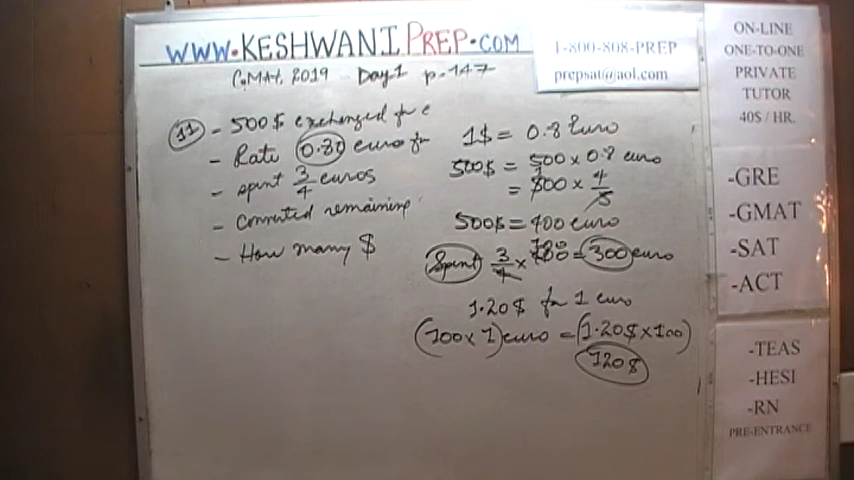 WWW.KESHWANIPREP.COM
GMAT, 2019 Day1 p.147
11 - 500$ exchanged for e
- Rate 0.80 euros for
- spent 3/4 euros
- Converted remaining
- How many $
1$ = 0.8 Euro
500$ = 500 x 0.8 euro
= 500 x 4/5
500$ = 400 euro
Spent 3/4 x 400 = 300 euro
1.20$ for 1 euro
(100 x 1) euro = (1.20$ x 100)
120$
1-800-808-PREP
prepsat@aol.com
ON-LINE
ONE-TO-ONE
PRIVATE
TUTOR
40$ / HR.
-GRE
-GMAT
-SAT
-ACT
-TEAS
-HESI
-RN
PRE-ENTRANCE